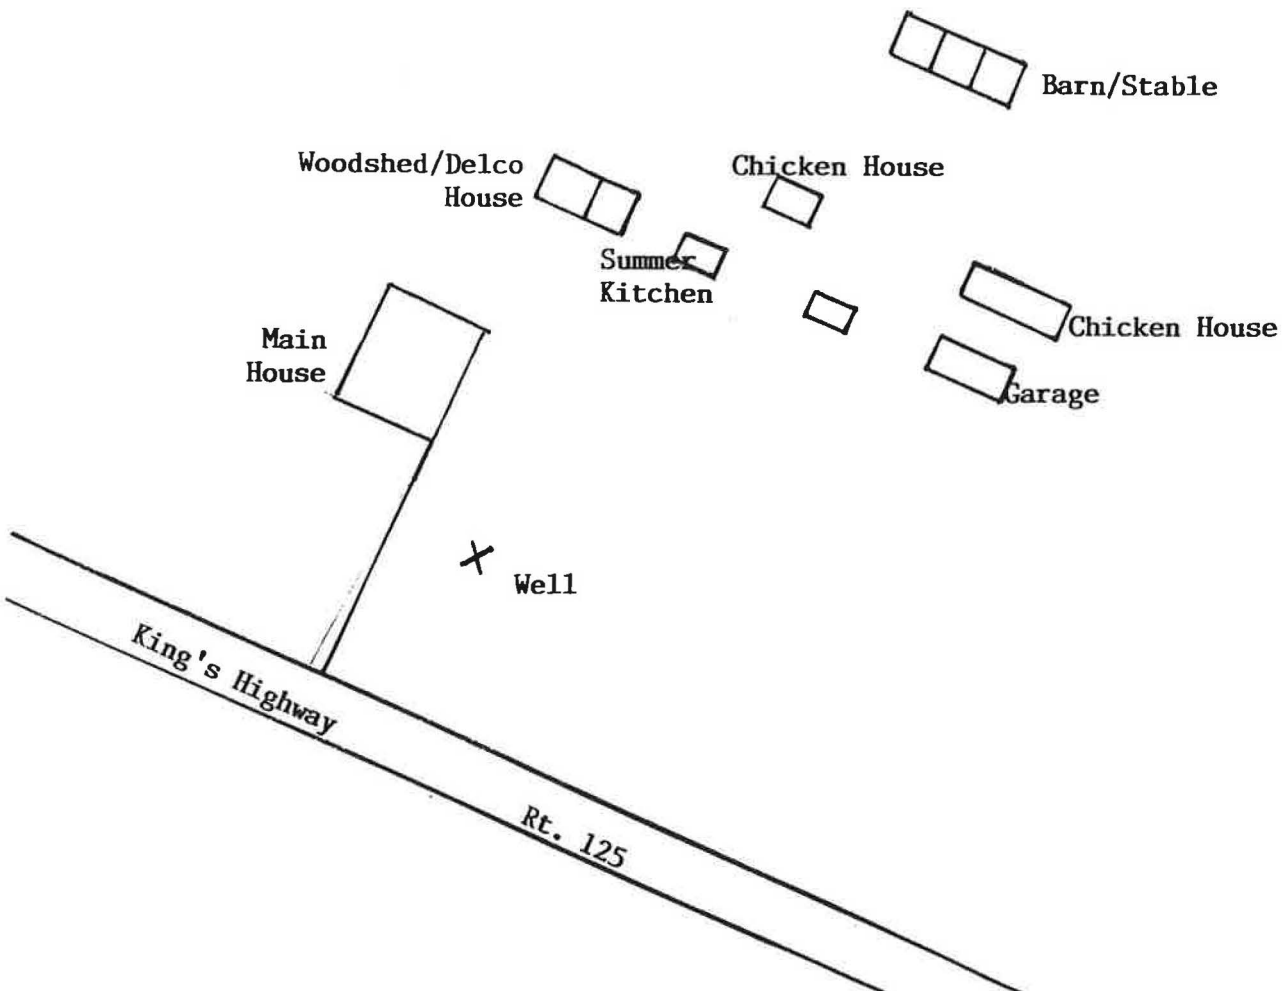 Barn/Stable
Woodshed/Delco
House
Chicken House
Summer
Kitchen
Main
House
Chicken House
Garage
Well
King's Highway
Rt. 125